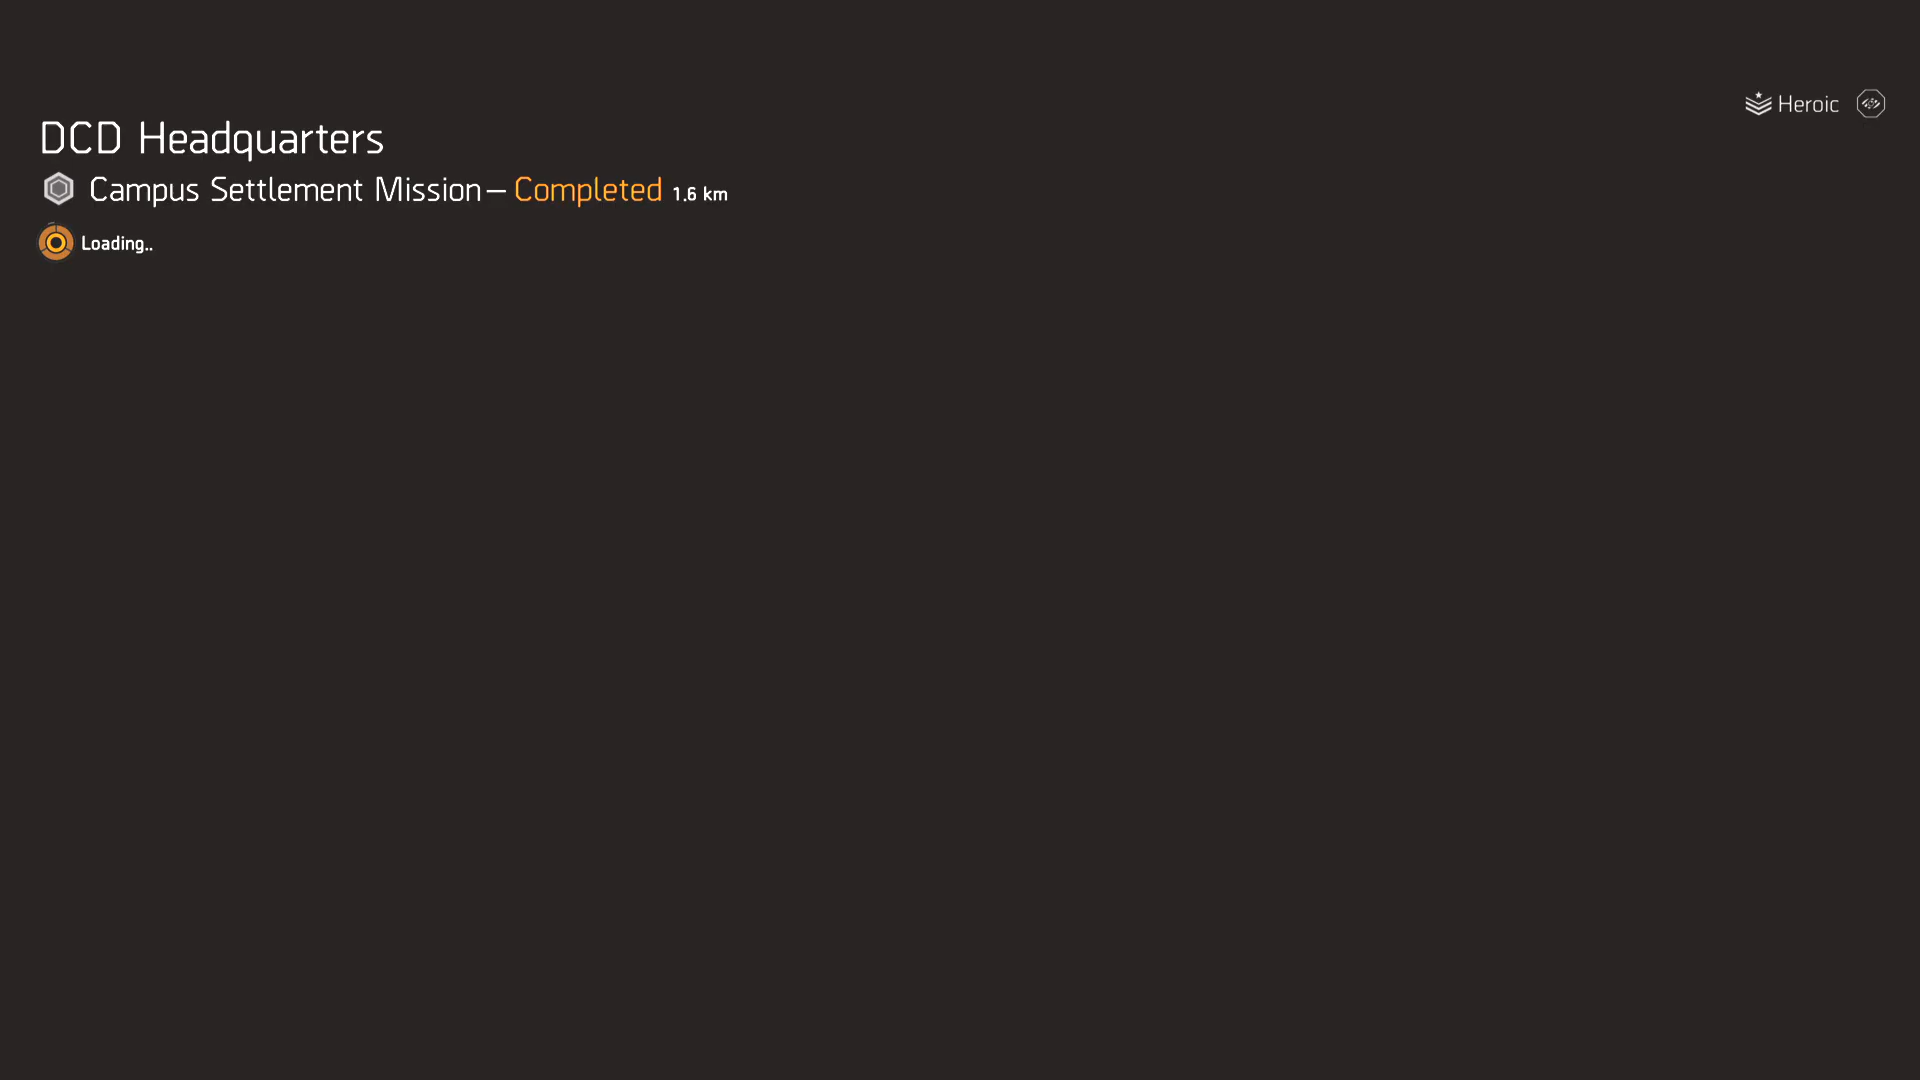 Heroic
DCD Headquarters
Campus Settlement Mission – Completed 1.6 km
Loading..